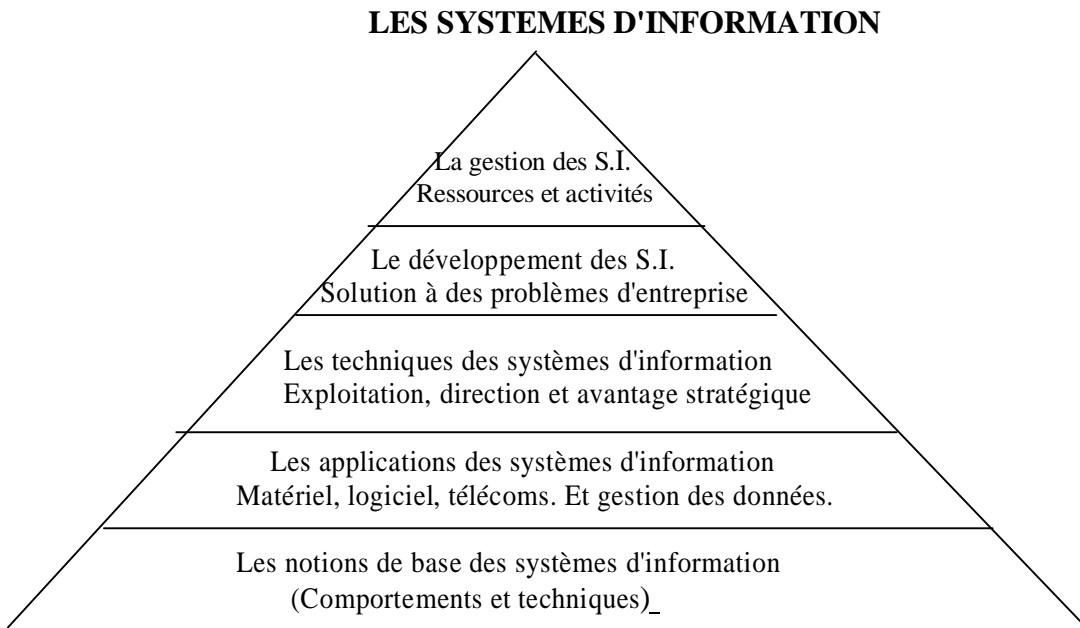 LES SYSTEMES D'INFORMATION
La gestion des S.I.
Ressources et activités
Le développement des S.I.
Solution à des problèmes d'entreprise
Les techniques des systèmes d'information
Exploitation, direction et avantage stratégique
Les applications des systèmes d'information
Matériel, logiciel, télécoms. Et gestion des données.
Les notions de base des systèmes d'information
(Comportements et techniques)_